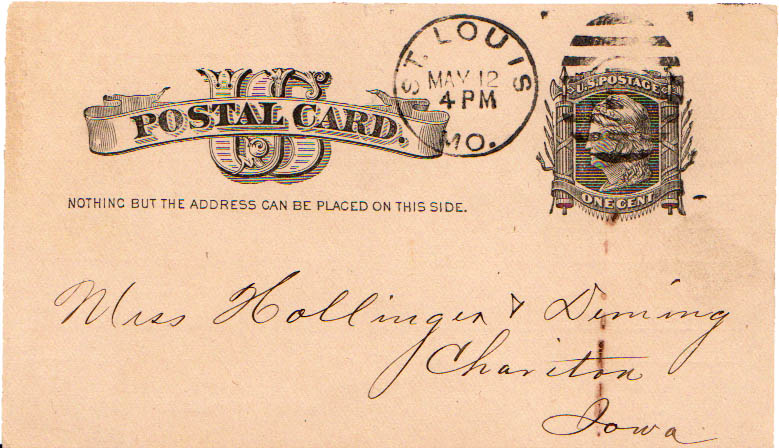 ST. LOUIS
MAY 12
4 PM
MO.
US
POSTAL CARD.
U.S. POSTAGE
ONE CENT
NOTHING BUT THE ADDRESS CAN BE PLACED ON THIS SIDE.
Miss Hollinger & Deming
Chariton
Iowa